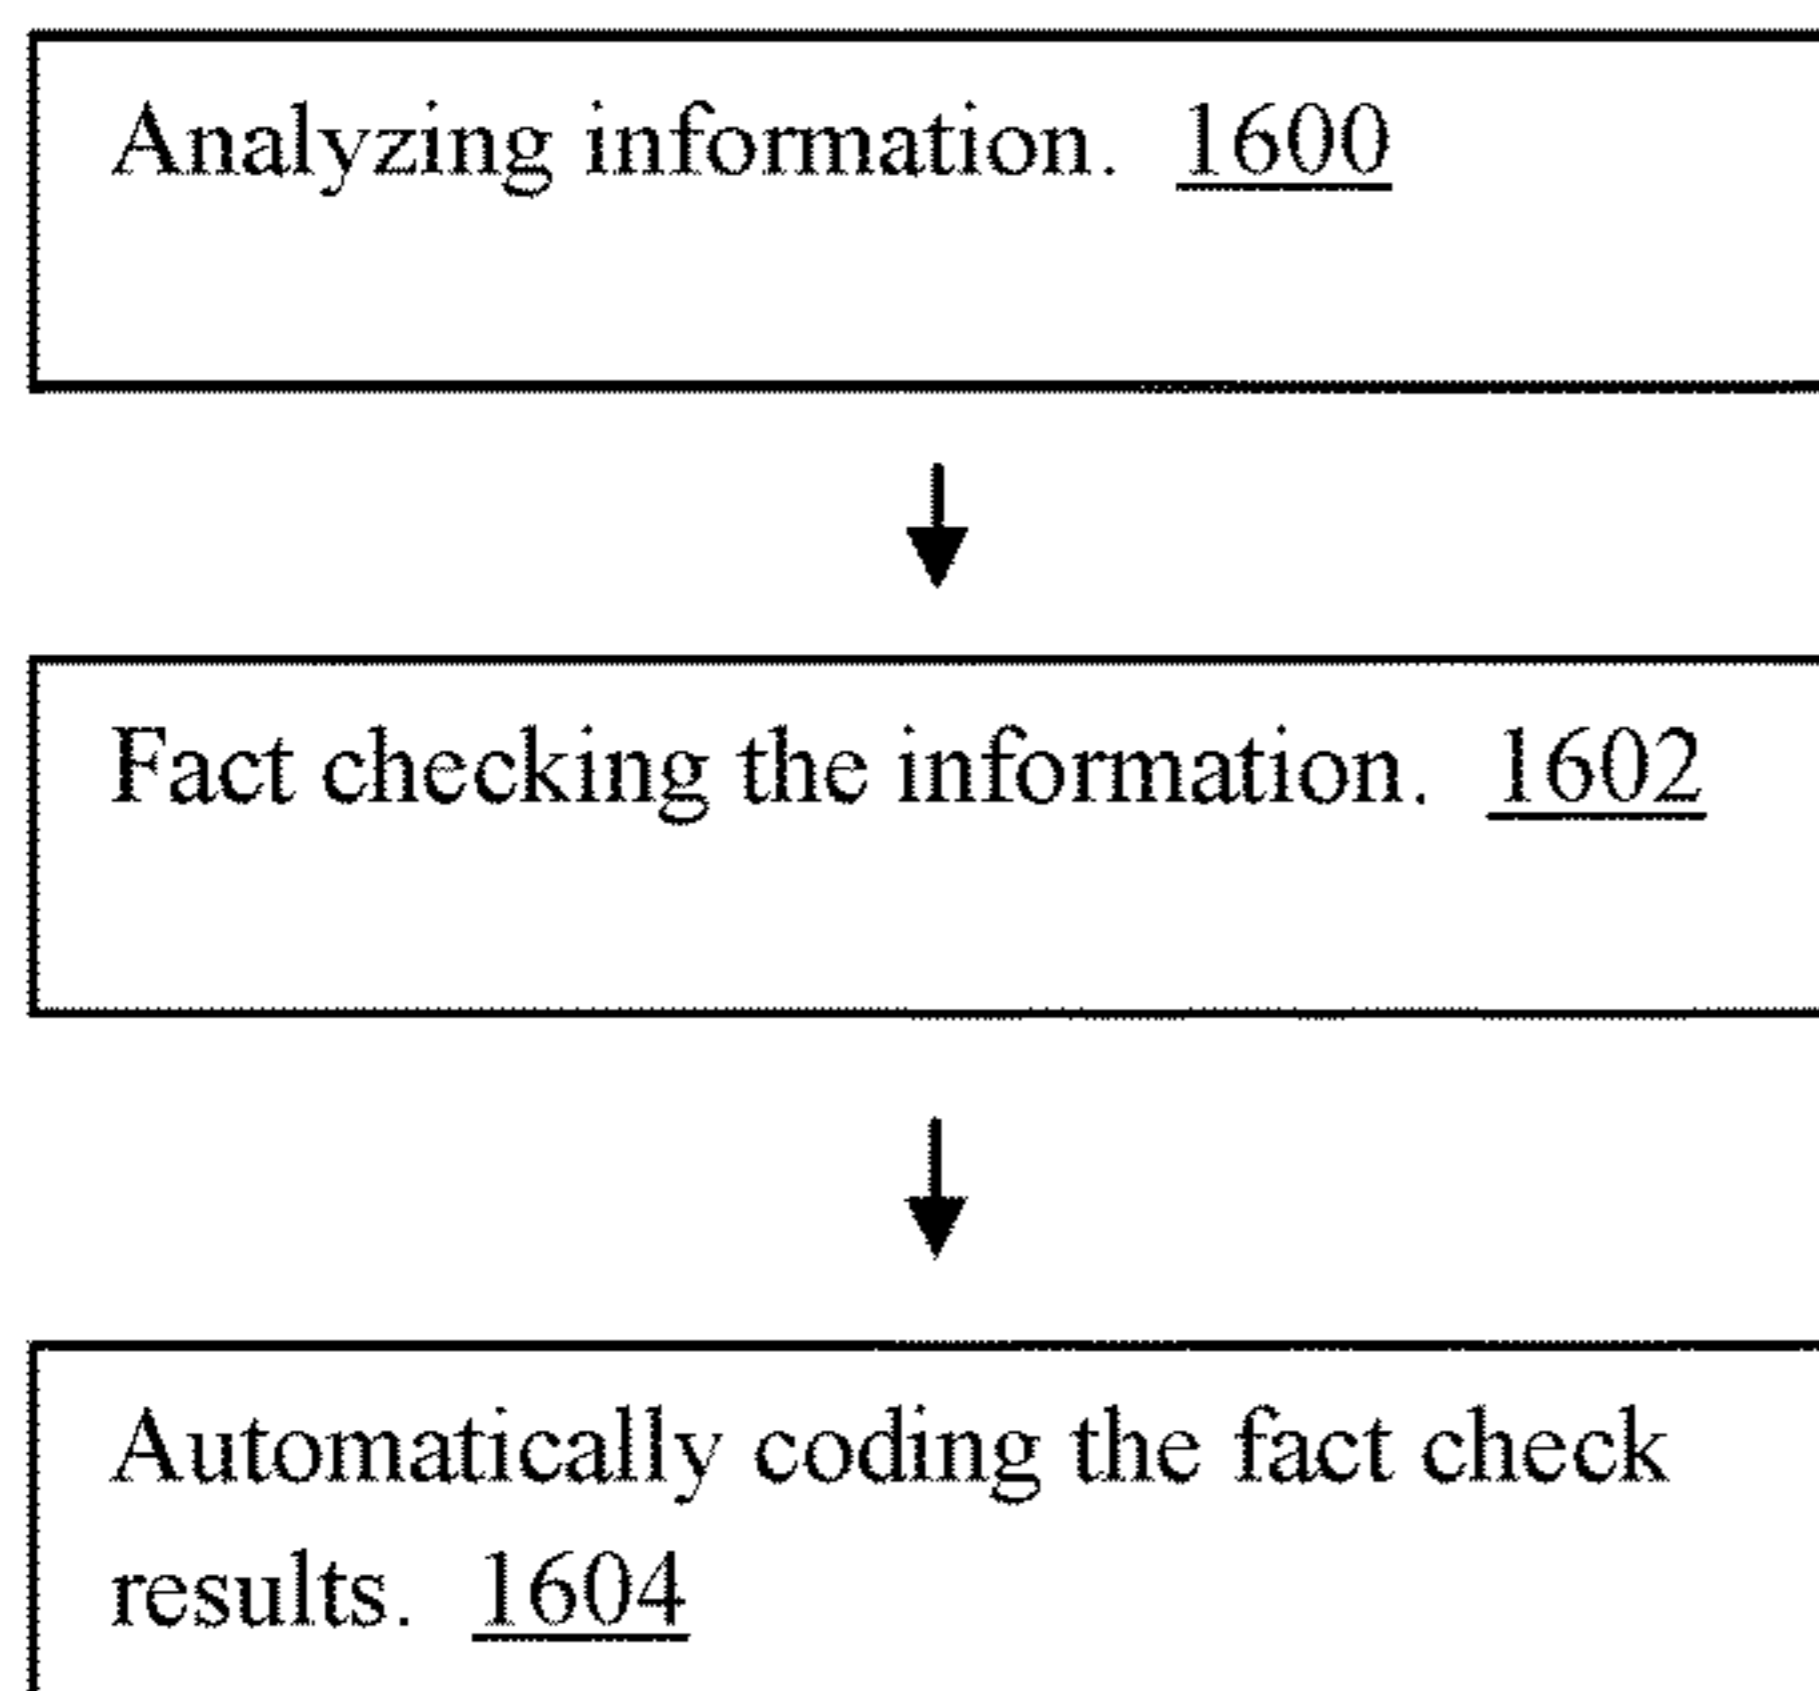 Analyzing information. 1600
Fact checking the information. 1602
Automatically coding the fact check
results. 1604